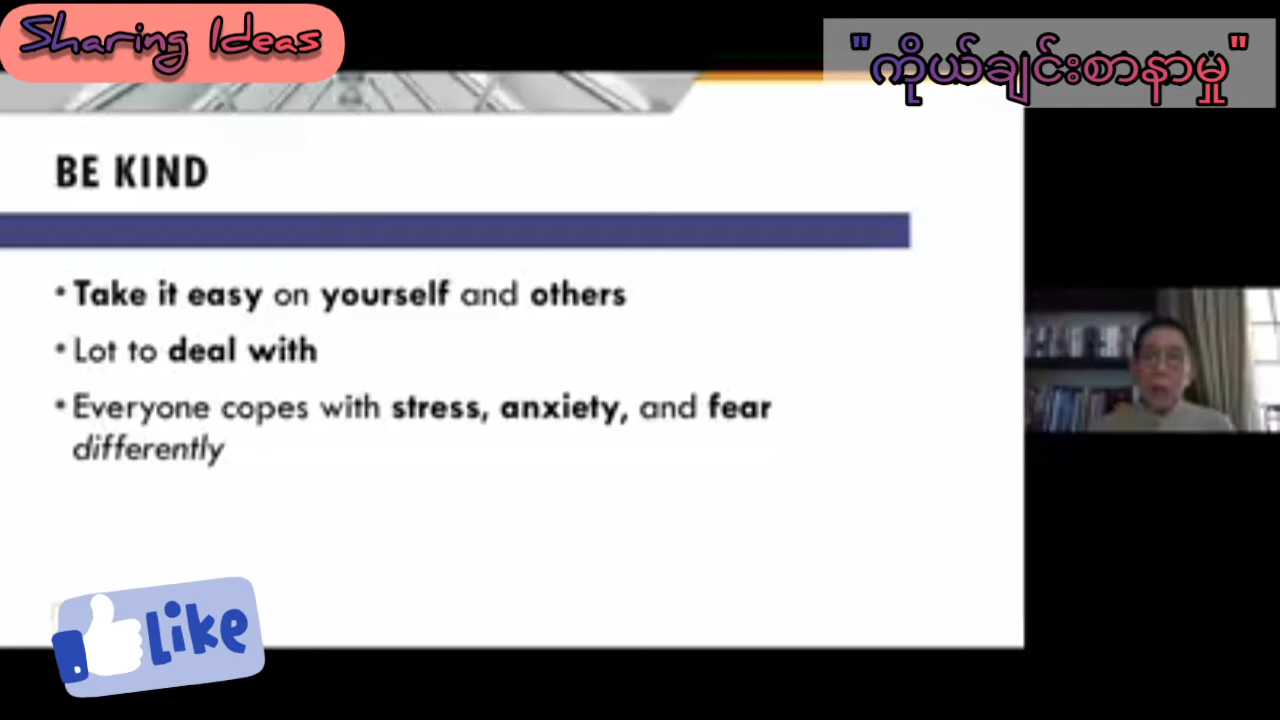 Sharing Ideas
"ကိုယ်ချင်းစာနာမှု"
BE KIND
• Take it easy on yourself and others
• Lot to deal with
• Everyone copes with stress, anxiety, and fear
differently
Like